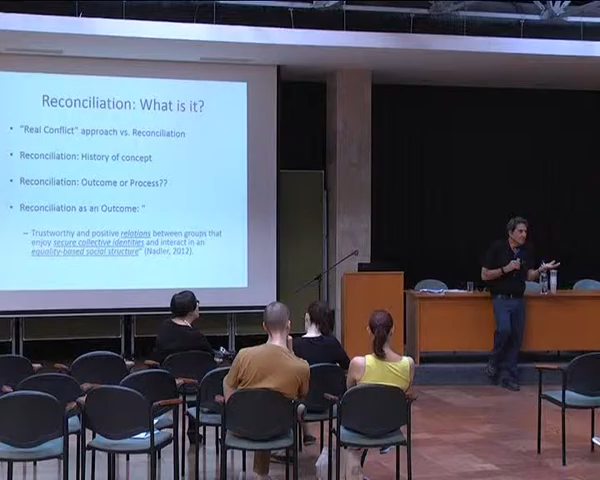 Reconciliation: What is it?
• "Real Conflict" approach vs. Reconciliation
• Reconciliation: History of concept
• Reconciliation: Outcome or Process??
• Reconciliation as an Outcome: "
– Trustworthy and positive relations between groups that
enjoy secure collective identities and interact in an
equality-based social structure" (Nadler, 2012).